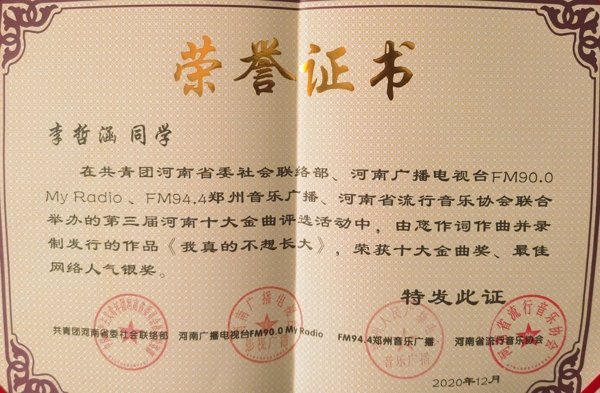 荣誉证书
李哲涵 同学
在共青团河南省委社会联络部、河南广播电视台FM90.0
My Radio 、FM94.4郑州音乐广播、河南省流行音乐协会联合
举办的第三届河南十大金曲评选活动中，由您作词作曲并录
制发行的作品《我真的不想长大》，荣获十大金曲奖、最佳
网络人气银奖。
特发此证
共青团河南省委社会联络部 河南广播电视台FM90.0 My Radio FM94.4郑州音乐广播 河南省流行音乐协会
2020年12月